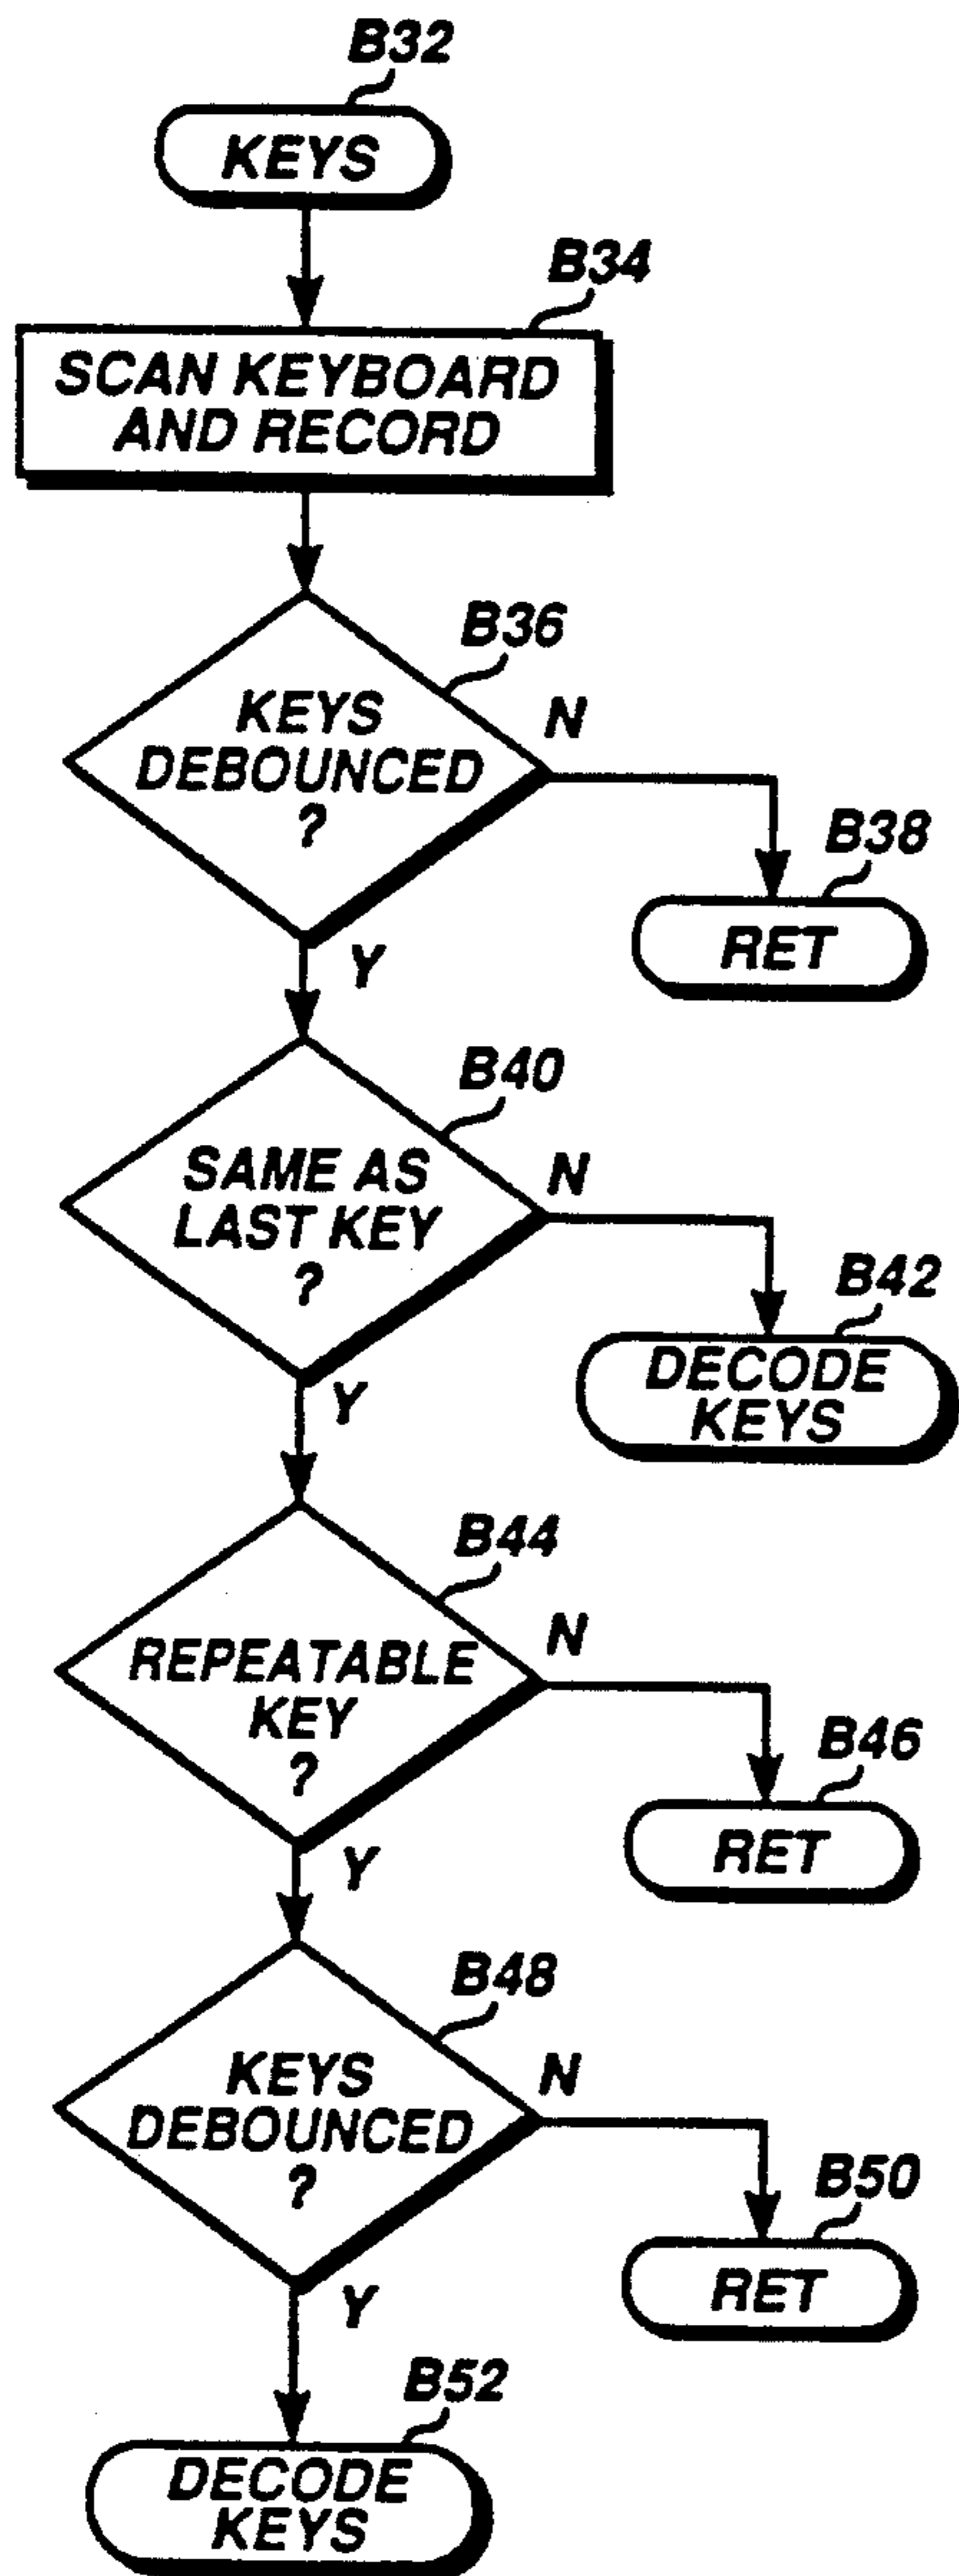 B32
KEYS
B34
SCAN KEYBOARD
AND RECORD
B36
KEYS
DEBOUNCED
?
N
B38
RET
Y
B40
SAME AS
LAST KEY
?
N
B42
DECODE
KEYS
Y
B44
REPEATABLE
KEY
?
N
B46
RET
Y
B48
KEYS
DEBOUNCED
?
N
B50
RET
Y
B52
DECODE
KEYS